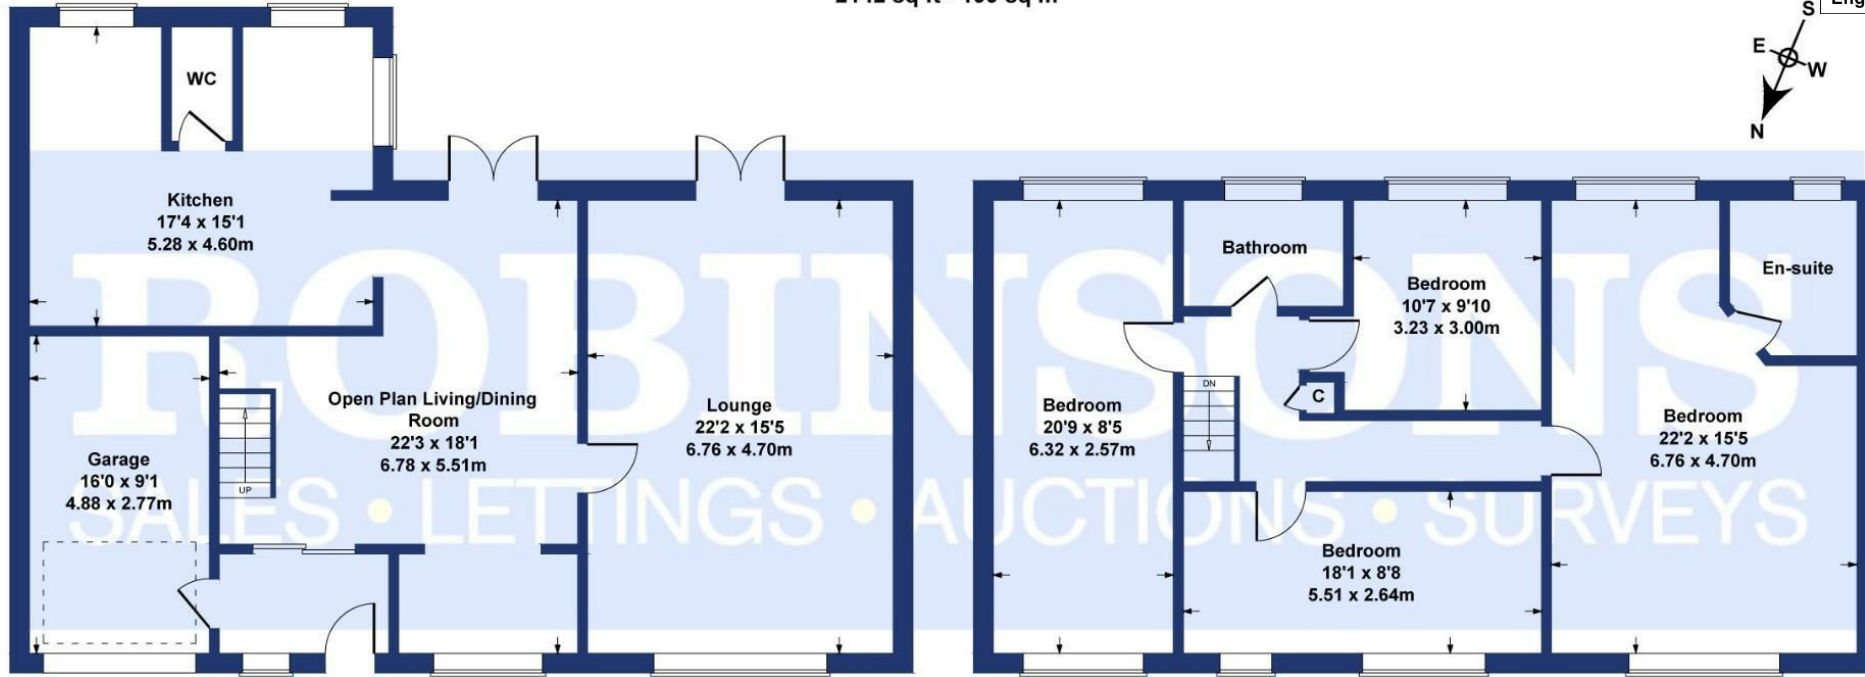 S
E
W
N
WC
Kitchen
17'4 x 15'1
5.28 x 4.60m
Open Plan Living/Dining
Room
22'3 x 18'1
6.78 x 5.51m
Lounge
22'2 x 15'5
6.76 x 4.70m
Garage
16'0 x 9'1
4.88 x 2.77m
UP
Bathroom
Bedroom
10'7 x 9'10
3.23 x 3.00m
En-suite
DN
C
Bedroom
20'9 x 8'5
6.32 x 2.57m
Bedroom
22'2 x 15'5
6.76 x 4.70m
Bedroom
18'1 x 8'8
5.51 x 2.64m
ROBINSONS
SALES • LETTINGS • AUCTIONS • SURVEYS